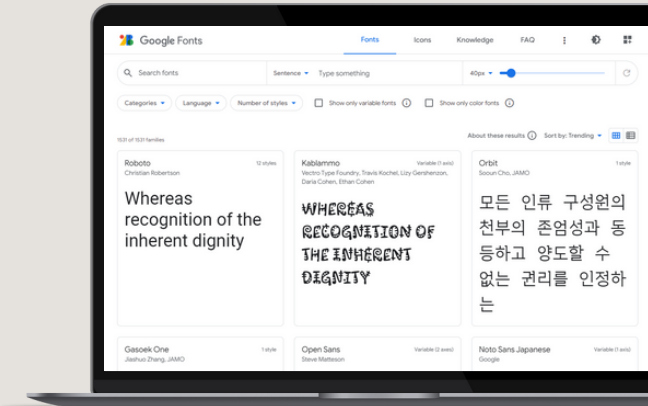 Google Fonts
Fonts Icons Knowledge FAQ
Search fonts Sentence Type something 40px
Categories Language Number of styles Show only variable fonts Show only color fonts
1531 of 1531 families About these results Sort by: Trending
Roboto 12 styles
Christian Robertson
Whereas
recognition of the
inherent dignity
Kablammo Variable (1 axis)
Vectro Type Foundry, Travis Kochel, Lizy Gershenzon,
Daria Cohen, Ethan Cohen
WHEREAS
RECOGNITION OF
THE INHERENT
DIGNITY
Orbit 1 style
Sooun Cho, JAMO
모든 인류 구성원의
천부의 존엄성과 동
등하고 양도할 수
없는 권리를 인정하
는
Gasoek One 1 style
Jiashuo Zhang, JAMO
Open Sans Variable (2 axes)
Steve Matteson
Noto Sans Japanese Variable (1 axis)
Google